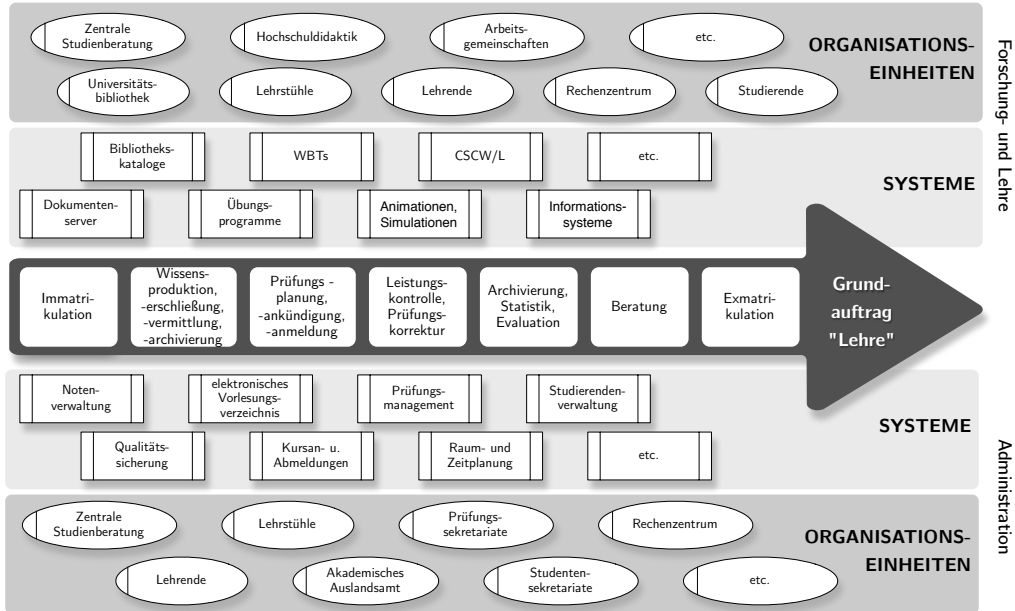 Zentrale
Studienberatung
Hochschuldidaktik
Arbeits-
gemeinschaften
etc.
ORGANISATIONS-
EINHEITEN
Universitäts-
bibliothek
Lehrstühle
Lehrende
Rechenzentrum
Studierende
Forschung- und Lehre
Bibliotheks-
kataloge
WBTs
CSCW/L
etc.
SYSTEME
Dokumenten-
server
Übungs-
programme
Animationen,
Simulationen
Informations-
systeme
Immatri-
kulation
Wissens-
produktion,
-erschließung,
-vermittlung,
-archivierung
Prüfungs -
planung,
-ankündigung,
-anmeldung
Leistungs-
kontrolle,
Prüfungs-
korrektur
Archivierung,
Statistik,
Evaluation
Beratung
Exmatri-
kulation
Grund-
auftrag
"Lehre"
Noten-
verwaltung
elektronisches
Vorlesungs-
verzeichnis
Prüfungs-
management
Studierenden-
verwaltung
SYSTEME
Qualitäts-
sicherung
Kursan- u.
Abmeldungen
Raum- und
Zeitplanung
etc.
Administration
Zentrale
Studienberatung
Lehrstühle
Prüfungs-
sekretariate
Rechenzentrum
ORGANISATIONS-
EINHEITEN
Lehrende
Akademisches
Auslandsamt
Studenten-
sekretariate
etc.